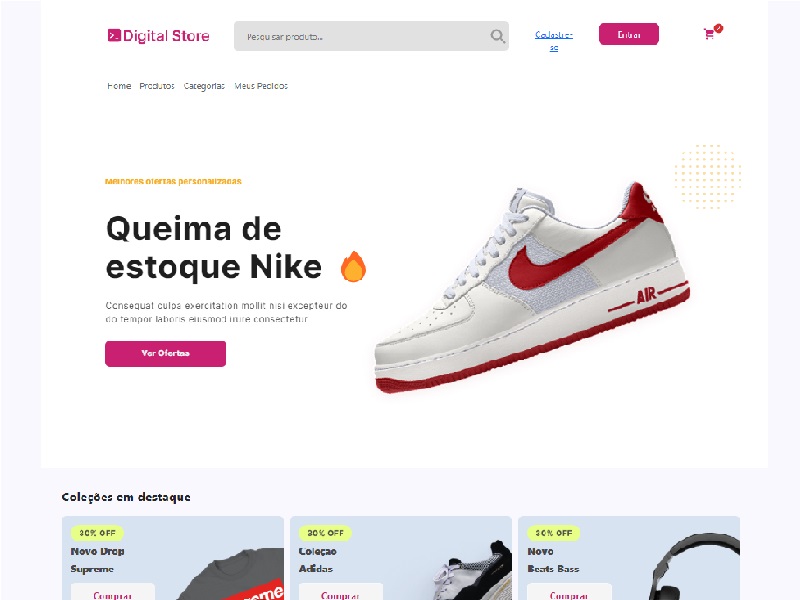 Digital Store
Pesquisar produto...
Cadastrar-
se
Entrar
Home Produtos Categorias Meus Pedidos
Melhores ofertas personalizadas
Queima de
estoque Nike 🔥
Consequat culpa exercitation mollit nisi excepteur do
do tempor laboris eiusmod irure consectetur
Ver Ofertas
AIR
Coleções em destaque
30% OFF
Novo Drop
Supreme
Comprar
30% OFF
Coleção
Adidas
Comprar
30% OFF
Novo
Beats Bass
Comprar